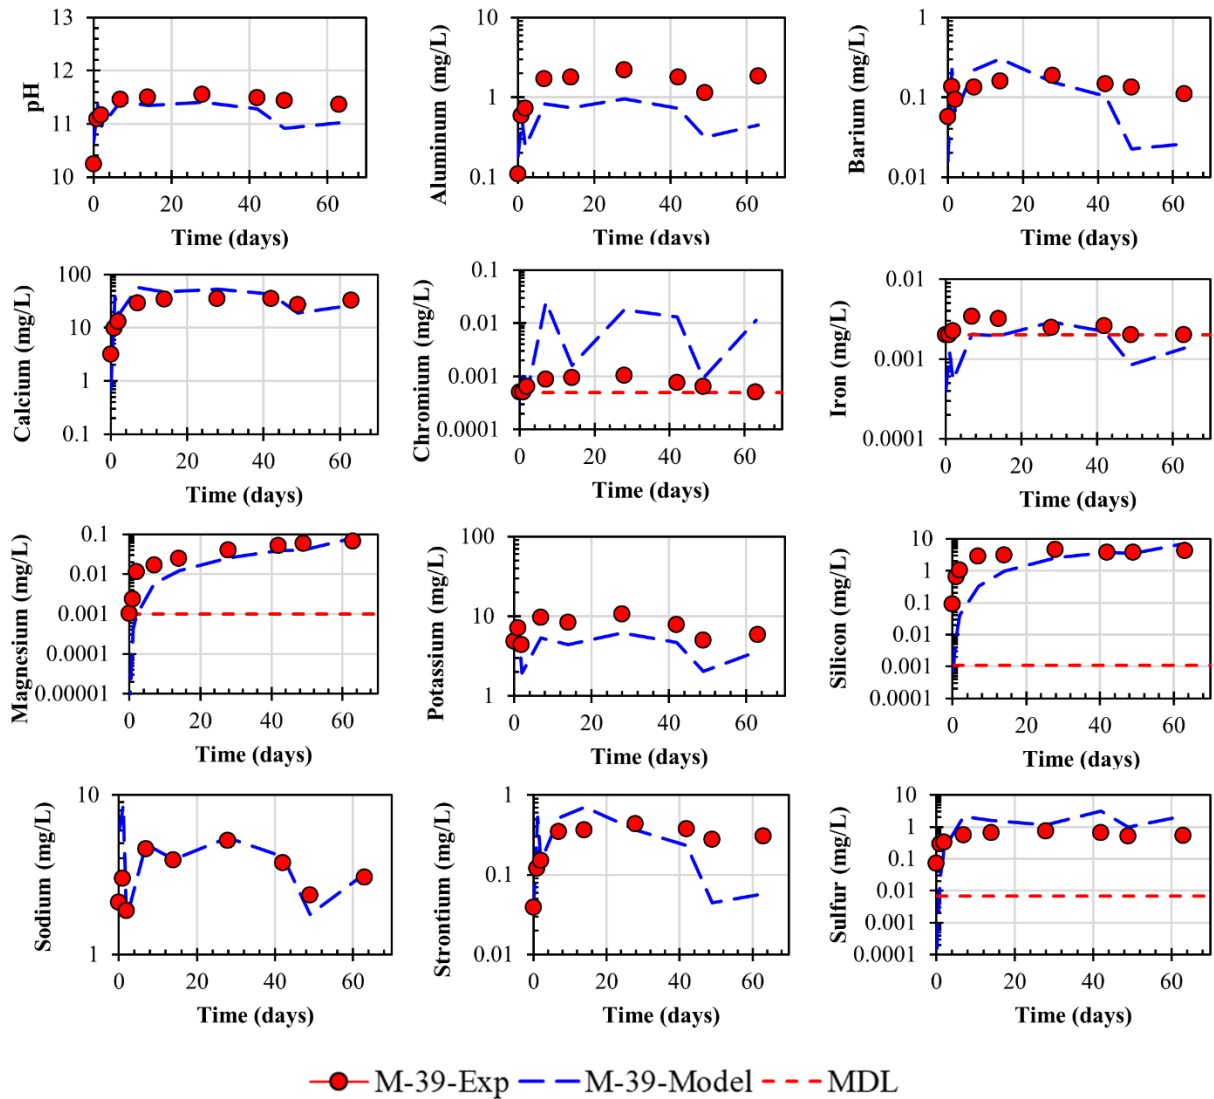 13
12
11
10
pH
0 20 40 60
Time (days)
10
1
0.1
Aluminum (mg/L)
0 20 40 60
Time (days)
1
0.1
0.01
Barium (mg/L)
0 20 40 60
Time (days)
100
10
1
0.1
Calcium (mg/L)
0 20 40 60
Time (days)
0.1
0.01
0.001
0.0001
Chromium (mg/L)
0 20 40 60
Time (days)
0.01
0.001
0.0001
Iron (mg/L)
0 20 40 60
Time (days)
0.1
0.01
0.001
0.0001
0.00001
Magnesium (mg/L)
0 20 40 60
Time (days)
100
10
1
Potassium (mg/L)
0 20 40 60
Time (days)
10
1
0.1
0.01
0.001
0.0001
Silicon (mg/L)
0 20 40 60
Time (days)
10
1
Sodium (mg/L)
0 20 40 60
Time (days)
1
0.1
0.01
Strontium (mg/L)
0 20 40 60
Time (days)
10
1
0.1
0.01
0.001
0.0001
Sulfur (mg/L)
0 20 40 60
Time (days)
M-39-Exp M-39-Model MDL